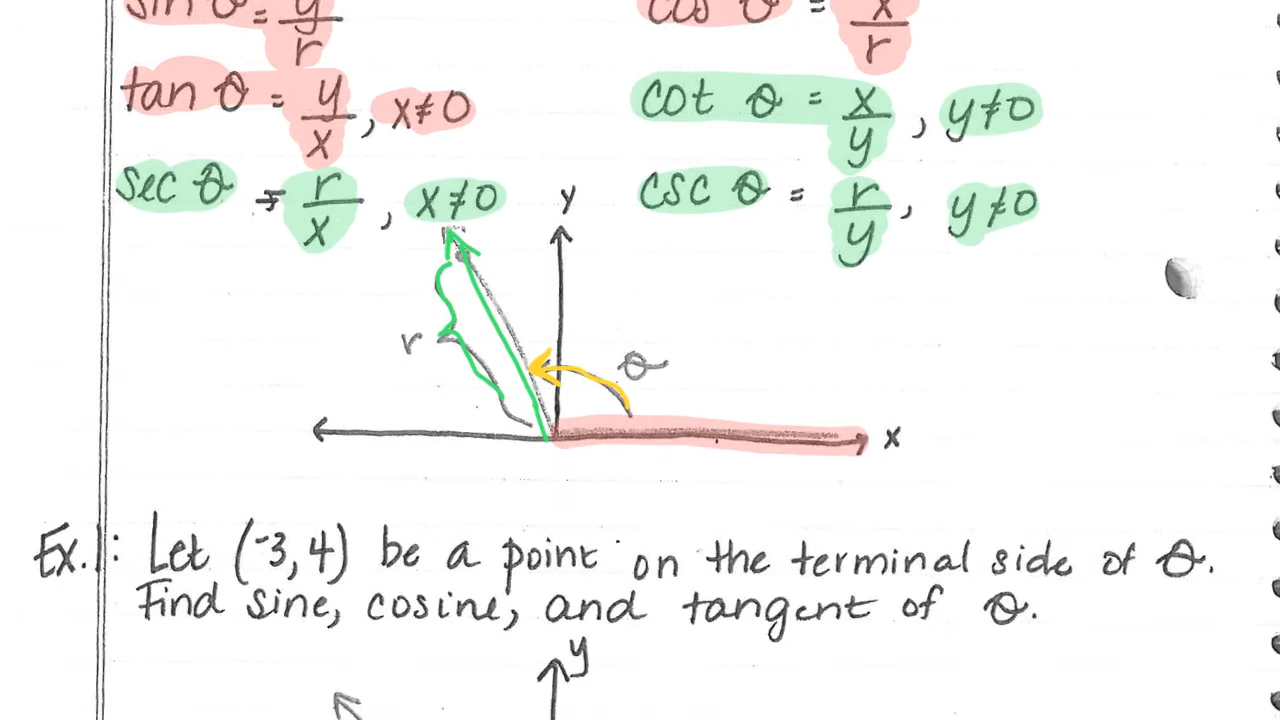 sin θ = y/r cos θ = x/r
tan θ = y/x, x≠0 cot θ = x/y, y≠0
sec θ = r/x, x≠0 csc θ = r/y, y≠0
y
r θ
x
Ex.1: Let (-3,4) be a point on the terminal side of θ.
Find sine, cosine, and tangent of θ.
y